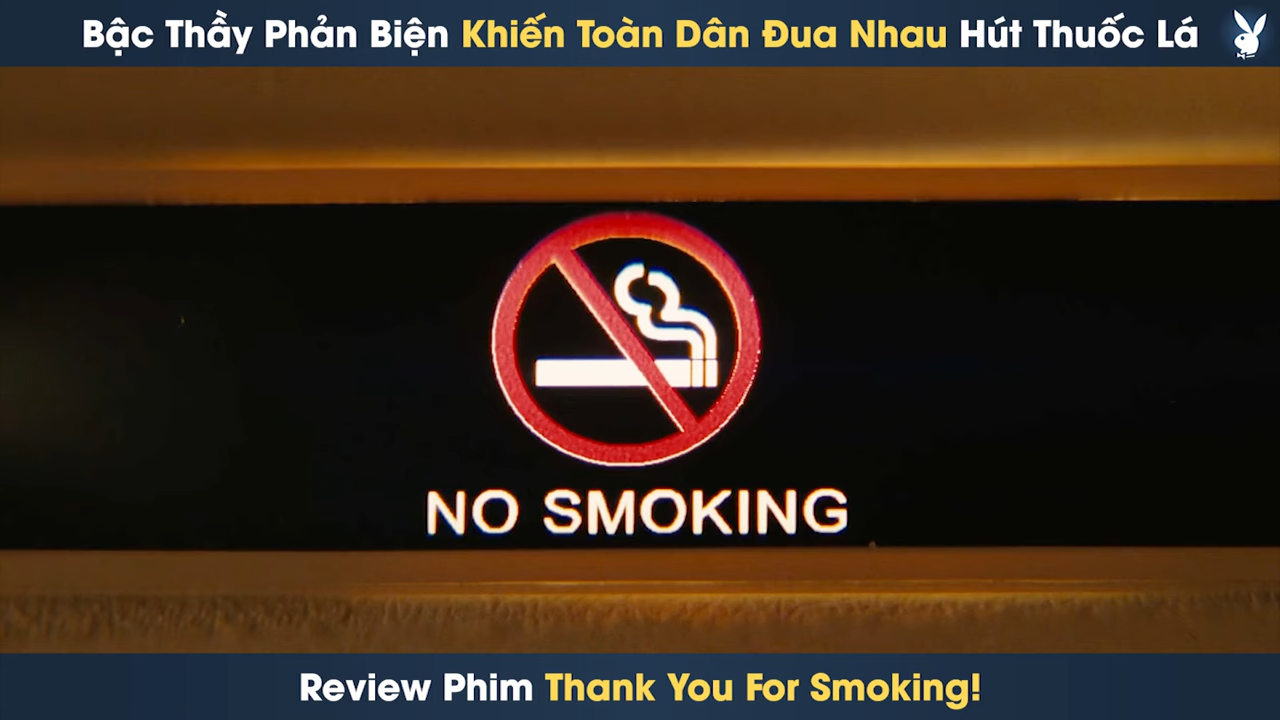 Bậc Thầy Phản Biện Khiến Toàn Dân Đua Nhau Hút Thuốc Lá
NO SMOKING
Review Phim Thank You For Smoking!